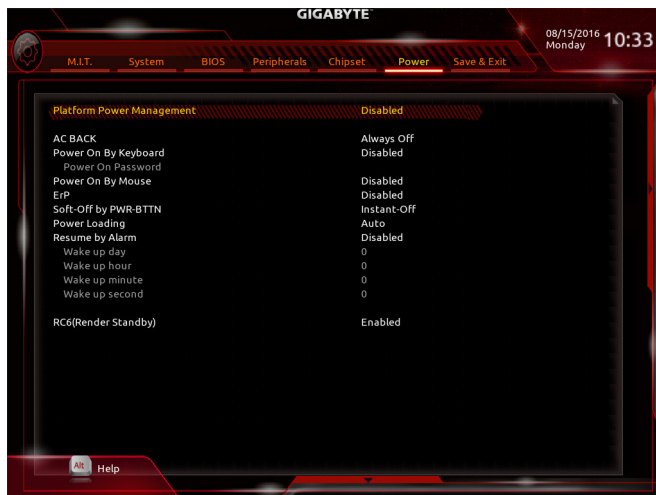 GIGABYTE™
08/15/2016 Monday 10:33
M.I.T. System BIOS Peripherals Chipset Power Save & Exit
Platform Power Management Disabled
AC BACK Always Off
Power On By Keyboard Disabled
Power On Password
Power On By Mouse Disabled
ErP Disabled
Soft-Off by PWR-BTTN Instant-Off
Power Loading Auto
Resume by Alarm Disabled
Wake up day 0
Wake up hour 0
Wake up minute 0
Wake up second 0
RC6(Render Standby) Enabled
Alt Help